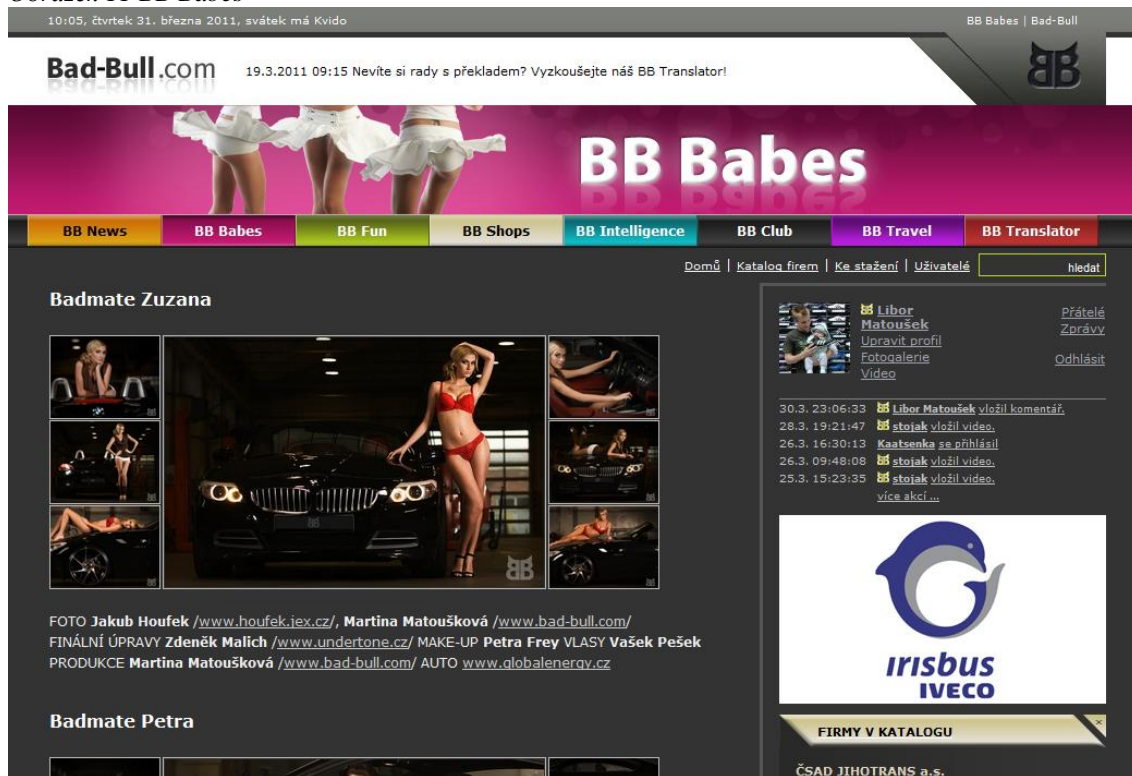 10:05, čtvrtek 31. března 2011, svátek má Kvido
BB Babes | Bad-Bull
Bad-Bull.com
19.3.2011 09:15 Nevíte si rady s překladem? Vyzkoušejte náš BB Translator!
BB
BB Babes
BB News
BB Babes
BB Fun
BB Shops
BB Intelligence
BB Club
BB Travel
BB Translator
Domů | Katalog firem | Ke stažení | Uživatelé
hledat
Badmate Zuzana
BB
FOTO Jakub Houfek /www.houfek.jex.cz/, Martina Matoušková /www.bad-bull.com/
FINÁLNÍ ÚPRAVY Zdeněk Malich /www.undertone.cz/ MAKE-UP Petra Frey VLASY Vašek Pešek
PRODUKCE Martina Matoušková /www.bad-bull.com/ AUTO www.globalenergy.cz
Badmate Petra
Libor
Matoušek
Upravit profil
Fotogalerie
Video
Přátelé
Zprávy
Odhlásit
30.3. 23:06:33 Libor Matoušek vložil komentář.
28.3. 19:21:47 stojak vložil video.
26.3. 16:30:13 Kaatsenka se přihlásil
26.3. 09:48:08 stojak vložil video.
25.3. 15:23:35 stojak vložil video.
více akcí ...
irisbus
IVECO
FIRMY V KATALOGU
ČSAD JIHOTRANS a.s.